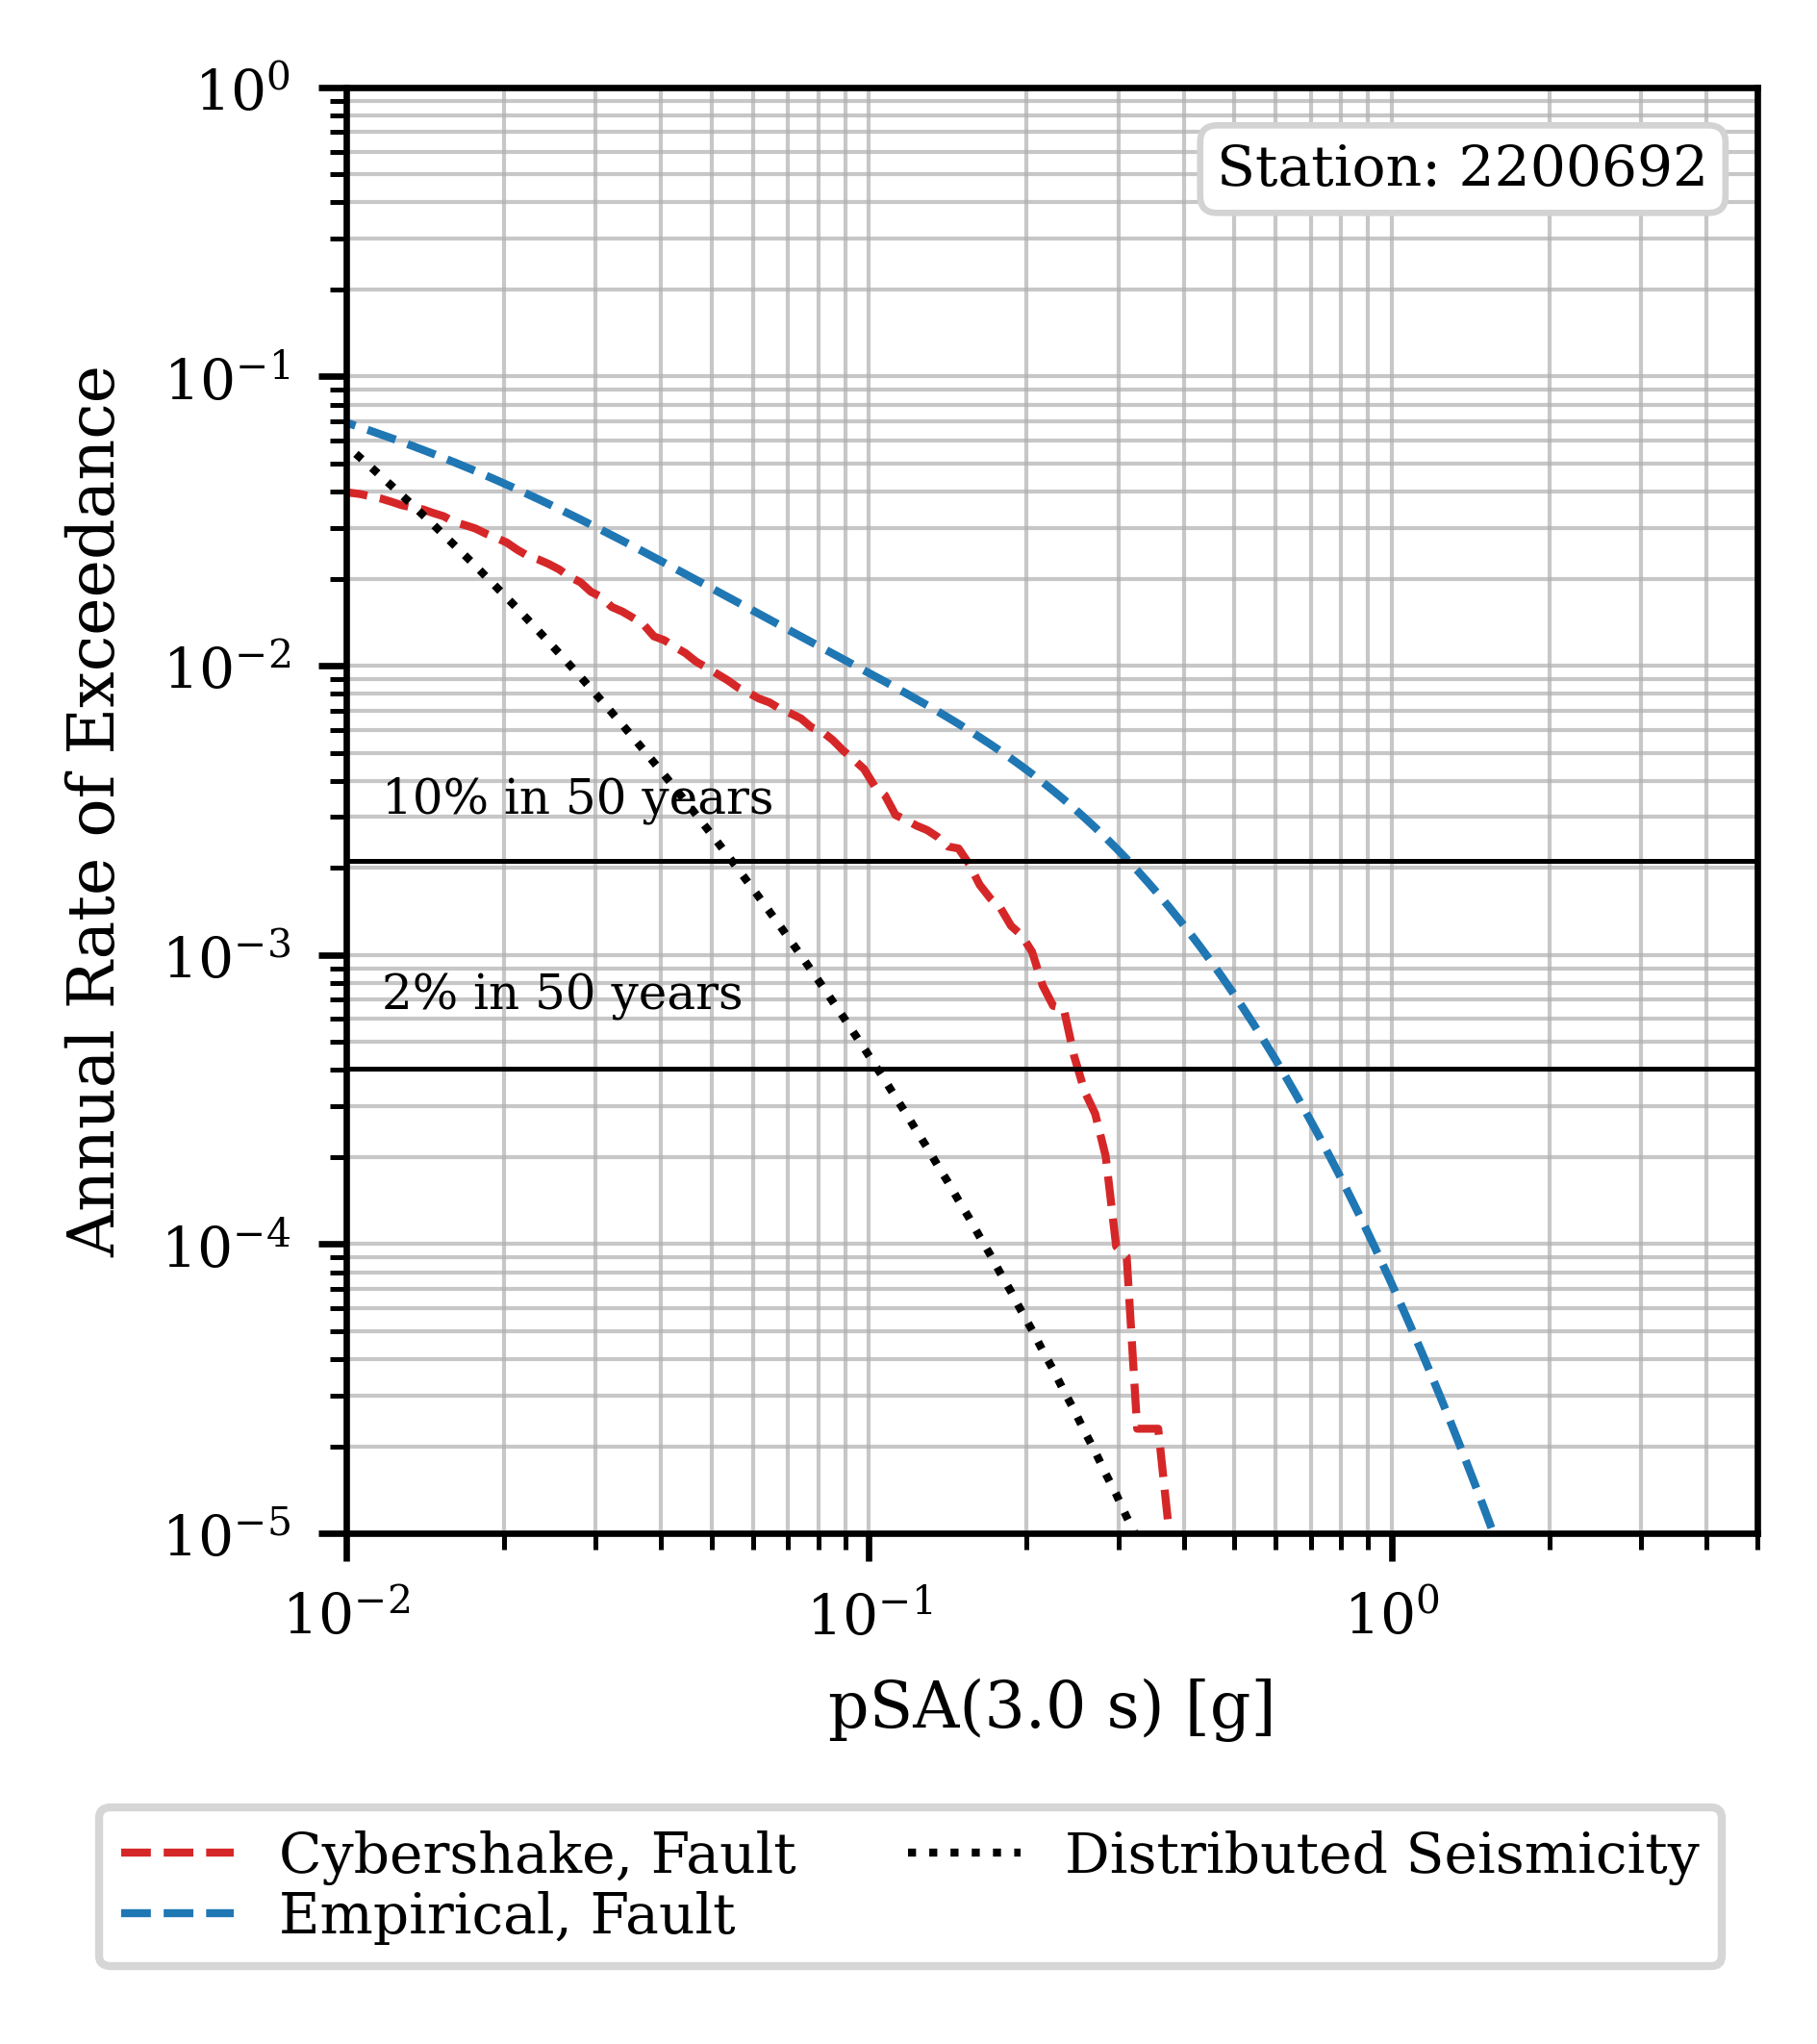 10⁰
Station: 2200692
10⁻¹
10⁻²
10% in 50 years
10⁻³
2% in 50 years
10⁻⁴
10⁻⁵
Annual Rate of Exceedance
10⁻² 10⁻¹ 10⁰
pSA(3.0 s) [g]
Cybershake, Fault
Empirical, Fault
Distributed Seismicity